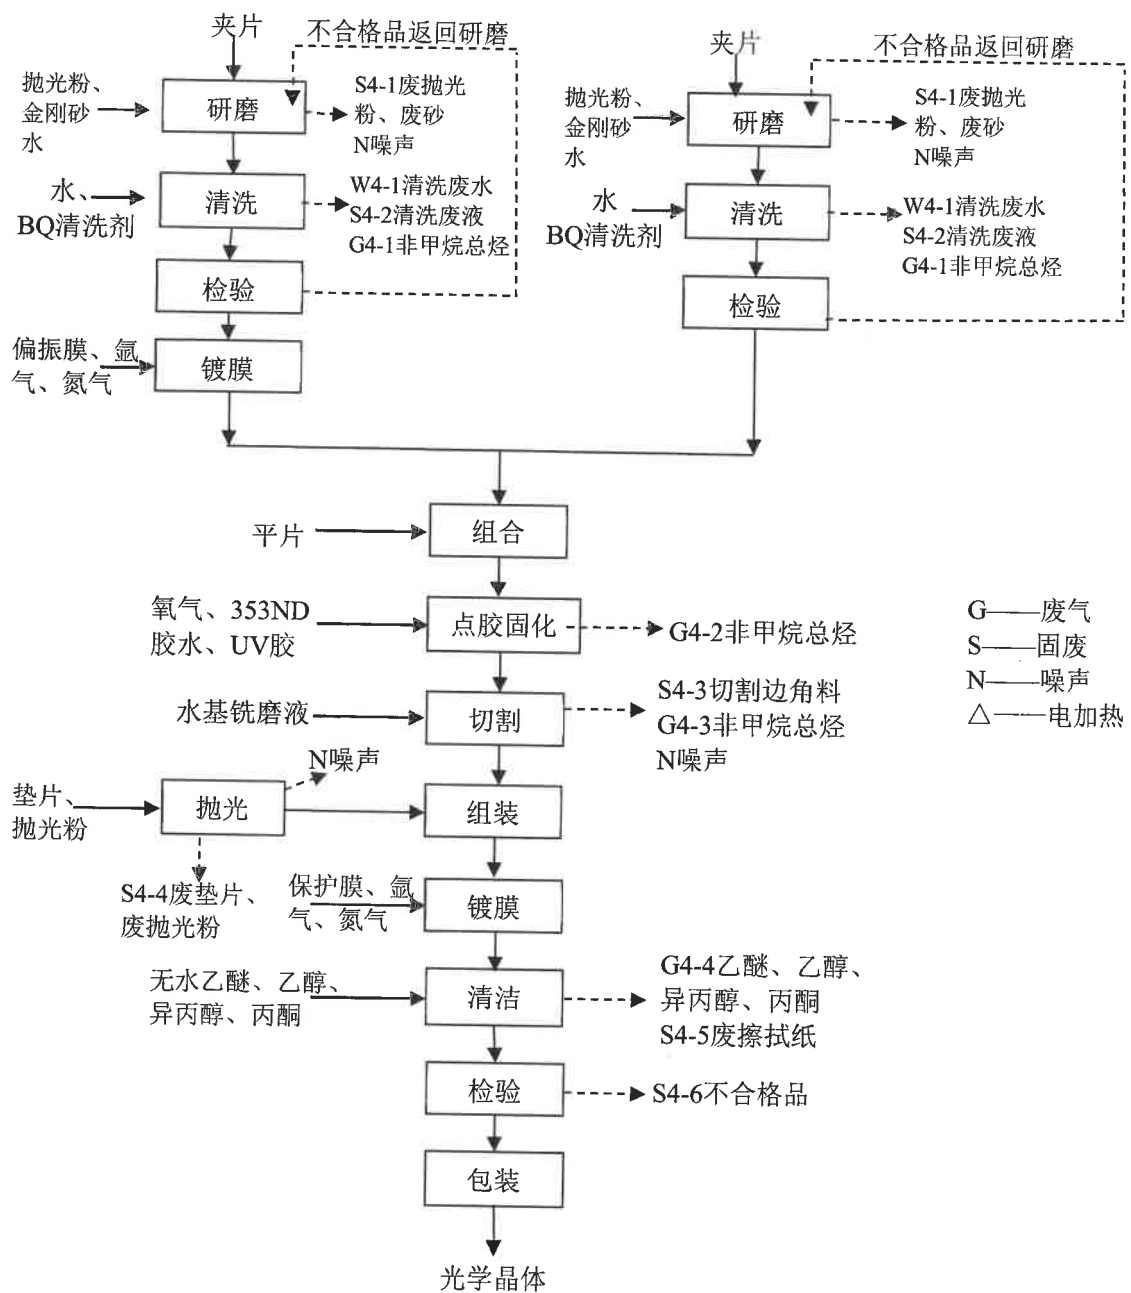 夹片
不合格品返回研磨
抛光粉、
金刚砂
水
研磨
S4-1废抛光
粉、废砂
N噪声
水、
BQ清洗剂
清洗
W4-1清洗废水
S4-2清洗废液
G4-1非甲烷总烃
检验
偏振膜、氩
气、氮气
镀膜
夹片
不合格品返回研磨
抛光粉、
金刚砂
水
研磨
S4-1废抛光
粉、废砂
N噪声
水
BQ清洗剂
清洗
W4-1清洗废水
S4-2清洗废液
G4-1非甲烷总烃
检验
平片
组合
氧气、353ND
胶水、UV胶
点胶固化
G4-2非甲烷总烃
水基铣磨液
切割
S4-3切割边角料
G4-3非甲烷总烃
N噪声
垫片、
抛光粉
抛光
N噪声
S4-4废垫片、
废抛光粉
组装
保护膜、氩
气、氮气
镀膜
无水乙醚、乙醇、
异丙醇、丙酮
清洁
G4-4乙醚、乙醇、
异丙醇、丙酮
S4-5废擦拭纸
检验
S4-6不合格品
包装
光学晶体
G——废气
S——固废
N——噪声
△——电加热